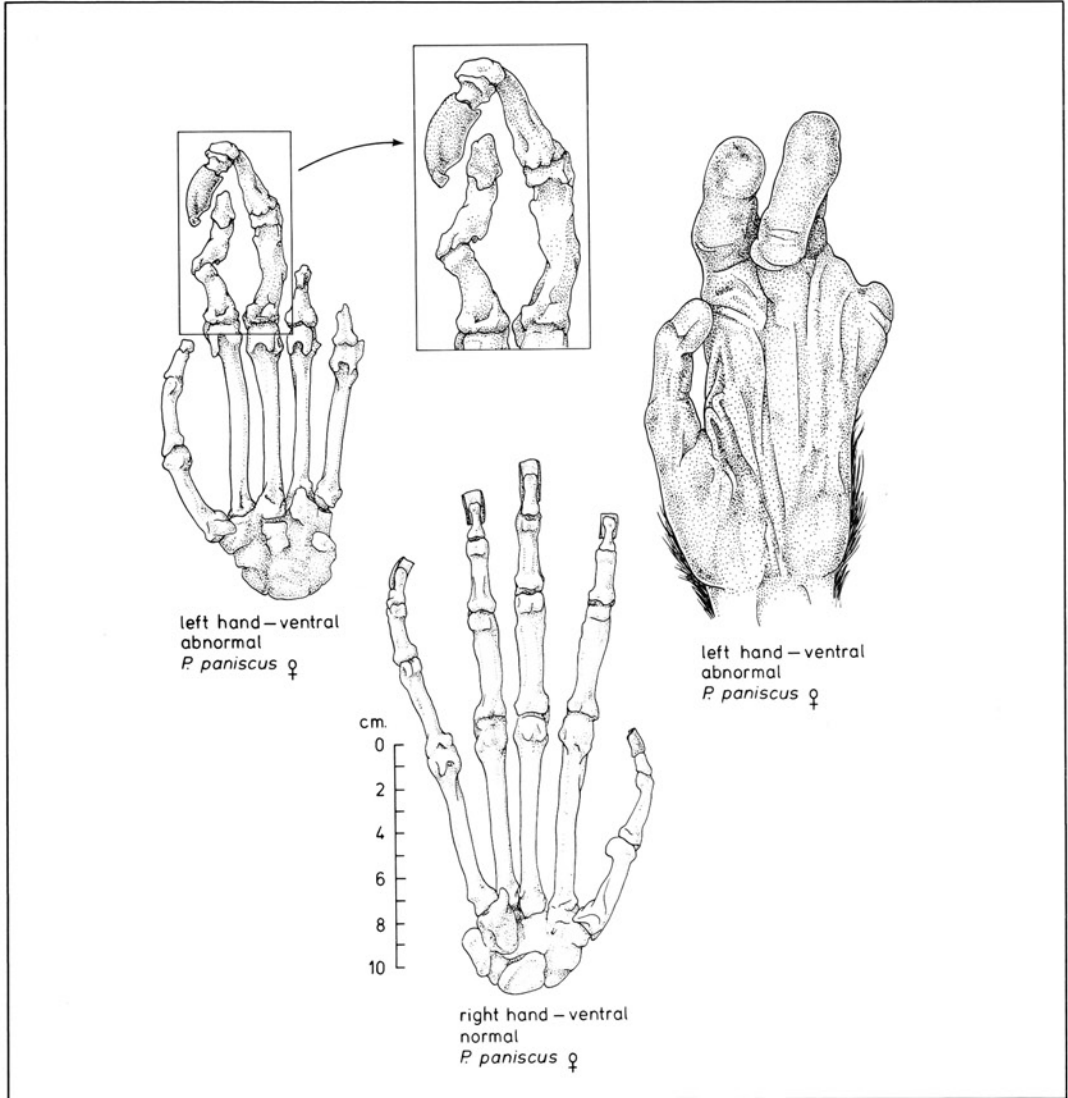 left hand – ventral
abnormal
P. paniscus ♀
left hand – ventral
abnormal
P. paniscus ♀
cm.
0
2
4
6
8
10
right hand – ventral
normal
P. paniscus ♀